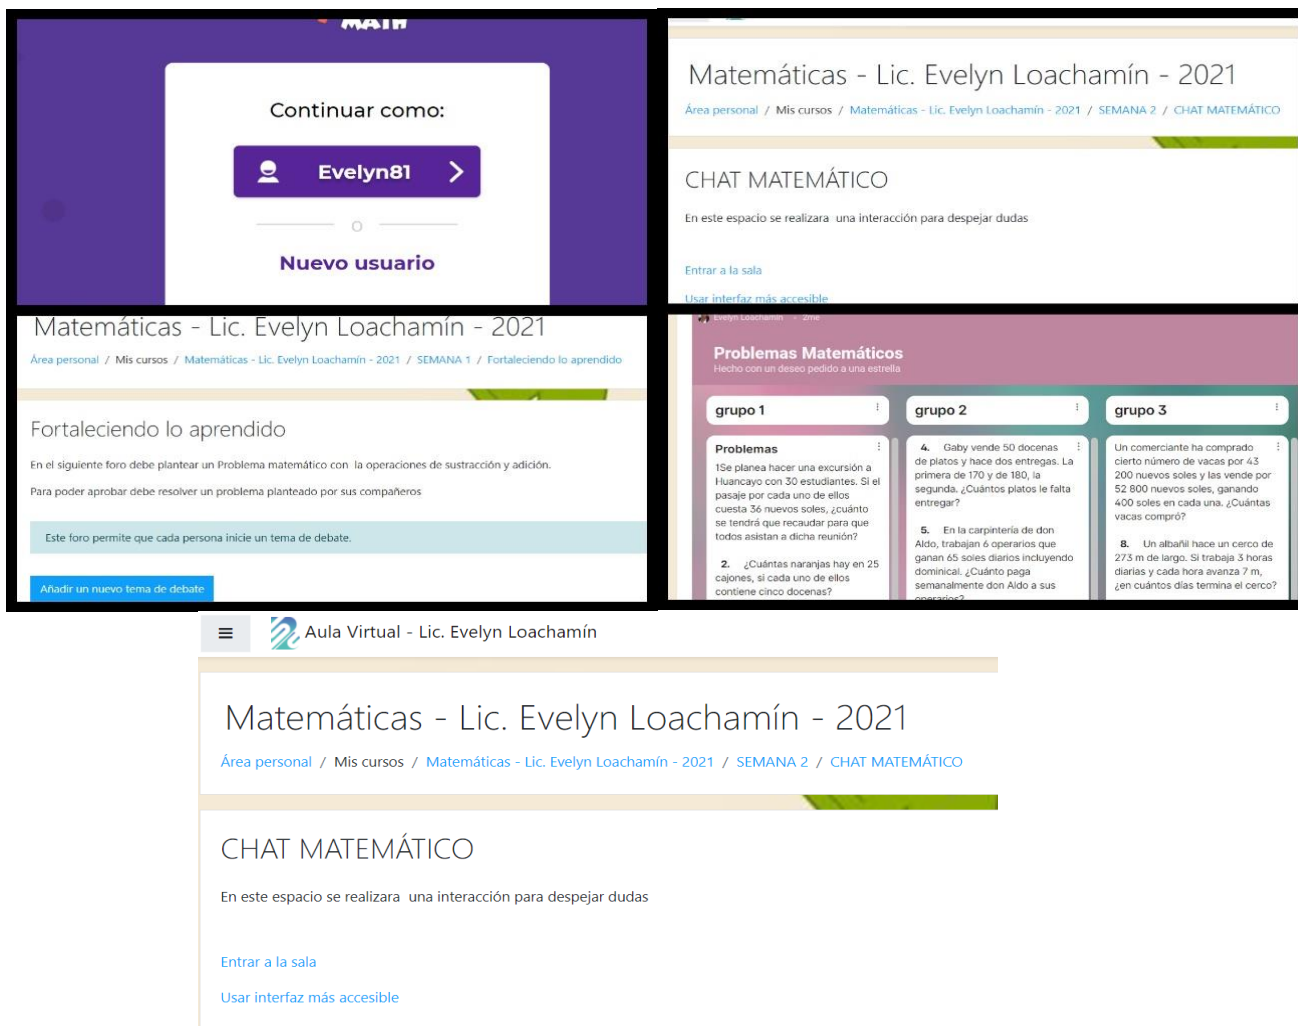 MATH
Continuar como:
Evelyn81
o
Nuevo usuario
Matemáticas - Lic. Evelyn Loachamín - 2021
Área personal / Mis cursos / Matemáticas - Lic. Evelyn Loachamín - 2021 / SEMANA 2 / CHAT MATEMÁTICO
CHAT MATEMÁTICO
En este espacio se realizara una interacción para despejar dudas
Entrar a la sala
Usar interfaz más accesible
Matemáticas - Lic. Evelyn Loachamín - 2021
Área personal / Mis cursos / Matemáticas - Lic. Evelyn Loachamín - 2021 / SEMANA 1 / Fortaleciendo lo aprendido
Fortaleciendo lo aprendido
En el siguiente foro debe plantear un Problema matemático con la operaciones de sustracción y adición.
Para poder aprobar debe resolver un problema planteado por sus compañeros
Este foro permite que cada persona inicie un tema de debate.
Añadir un nuevo tema de debate
Evelyn Loachamín • 2me
Problemas Matemáticos
Hecho con un deseo pedido a una estrella
grupo 1
Problemas
1Se planea hacer una excursión a
Huancayo con 30 estudiantes. Si el
pasaje por cada uno de ellos
cuesta 36 nuevos soles, ¿cuánto
se tendrá que recaudar para que
todos asistan a dicha reunión?
2. ¿Cuántas naranjas hay en 25
cajones, si cada uno de ellos
contiene cinco docenas?
grupo 2
4. Gaby vende 50 docenas
de platos y hace dos entregas. La
primera de 170 y de 180, la
segunda. ¿Cuántos platos le falta
entregar?
5. En la carpintería de don
Aldo, trabajan 6 operarios que
ganan 65 soles diarios incluyendo
dominical. ¿Cuánto paga
semanalmente don Aldo a sus
operarios?
grupo 3
Un comerciante ha comprado
cierto número de vacas por 43
200 nuevos soles y las vende por
52 800 nuevos soles, ganando
400 soles en cada una. ¿Cuántas
vacas compró?
8. Un albañil hace un cerco de
273 m de largo. Si trabaja 3 horas
diarias y cada hora avanza 7 m,
¿en cuántos días termina el cerco?
Aula Virtual - Lic. Evelyn Loachamín
Matemáticas - Lic. Evelyn Loachamín - 2021
Área personal / Mis cursos / Matemáticas - Lic. Evelyn Loachamín - 2021 / SEMANA 2 / CHAT MATEMÁTICO
CHAT MATEMÁTICO
En este espacio se realizara una interacción para despejar dudas
Entrar a la sala
Usar interfaz más accesible